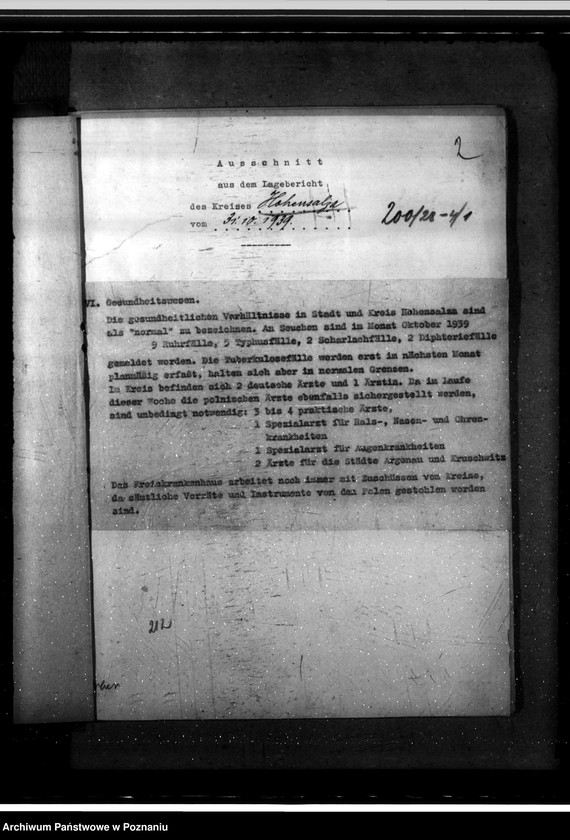 2
A u s s c h n i t t
aus dem Lagebericht
des Kreises Hohensalza
vom 31.10.1939.
200/21-4/1
VI. Gesundheitswesen.
Die gesundheitlichen Verhältnisse in Stadt und Kreis Hohensalza sind
als "normal" zu bezeichnen. An Seuchen sind im Monat Oktober 1939
9 Ruhrfälle, 5 Typhusfälle, 2 Scharlachfälle, 2 Diphteriefälle
gemeldet worden. Die Tuberkulosefälle werden erst im nächsten Monat
planmäßig erfaßt, halten sich aber in normalen Grenzen.
Im Kreis befinden sich 2 deutsche Ärzte und 1 Ärztin. Da im Laufe
dieser Woche die polnischen Ärzte ebenfalls sichergestellt werden,
sind unbedingt notwendig: 3 bis 4 praktische Ärzte,
1 Spezialarzt für Hals-, Nasen- und Ohren-
krankheiten
1 Spezialarzt für Augenkrankheiten
2 Ärzte für die Städte Argenau und Kruschwitz
Das Kreiskrankenhaus arbeitet noch immer mit Zuschüssen vom Kreise,
da sämtliche Vorräte und Instrumente von den Polen gestohlen worden
sind.
212
Archiwum Państwowe w Poznaniu